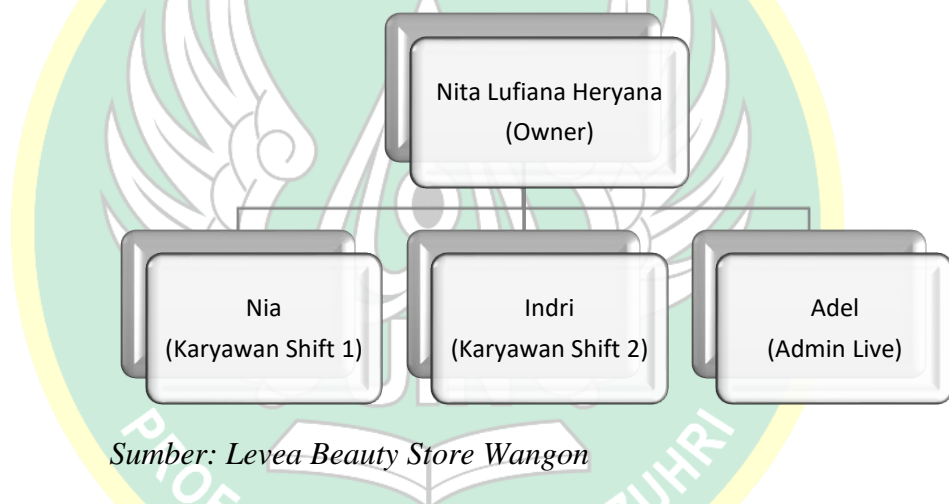 Nita Lufiana Heryana
(Owner)
Nia
(Karyawan Shift 1)
Indri
(Karyawan Shift 2)
Adel
(Admin Live)
Sumber: Levea Beauty Store Wangon